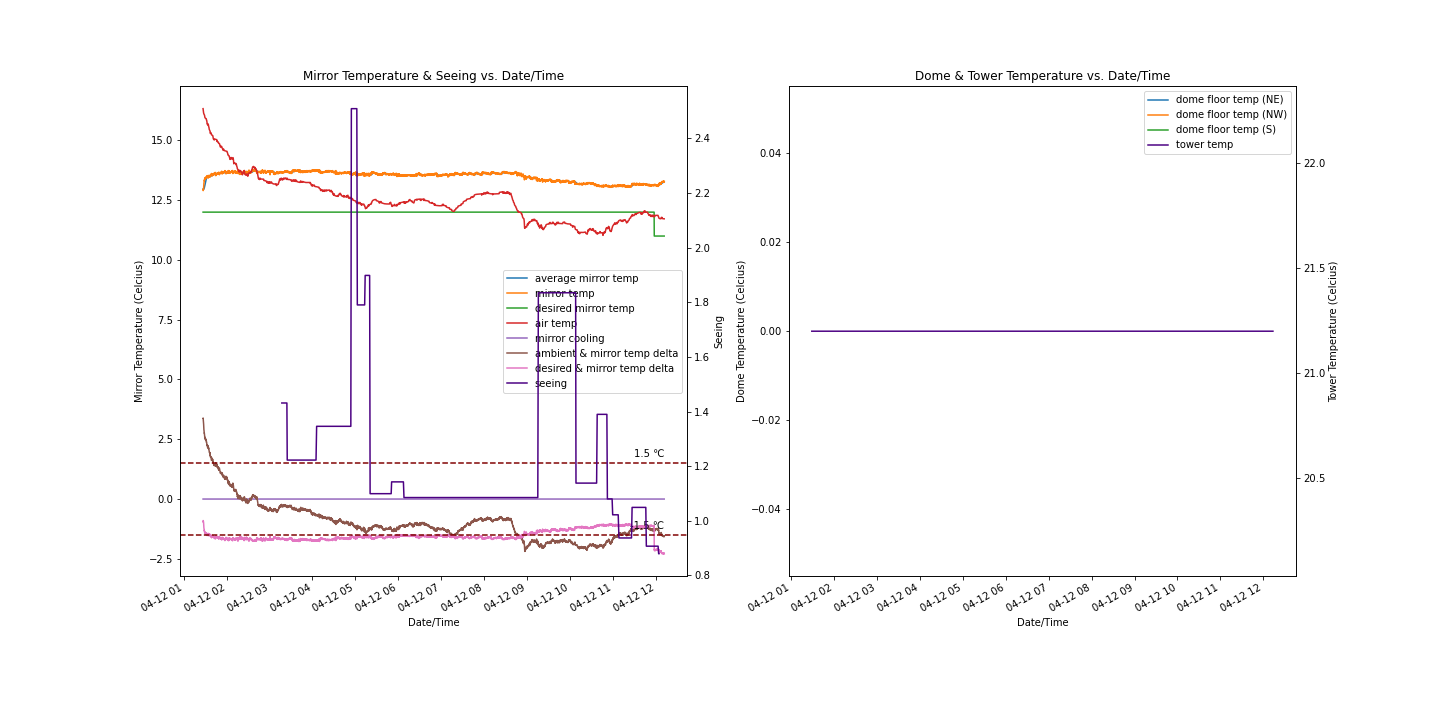 Mirror Temperature & Seeing vs. Date/Time
Mirror Temperature (Celcius)
15.0
12.5
10.0
7.5
5.0
2.5
0.0
−2.5
average mirror temp
mirror temp
desired mirror temp
air temp
mirror cooling
ambient & mirror temp delta
desired & mirror temp delta
seeing
1.5 °C
-1.5 °C
2.4
2.2
2.0
1.8
1.6
1.4
1.2
1.0
0.8
Seeing
04-12 01
04-12 02
04-12 03
04-12 04
04-12 05
04-12 06
04-12 07
04-12 08
04-12 09
04-12 10
04-12 11
04-12 12
Date/Time
Dome & Tower Temperature vs. Date/Time
Dome Temperature (Celcius)
0.04
0.02
0.00
−0.02
−0.04
dome floor temp (NE)
dome floor temp (NW)
dome floor temp (S)
tower temp
22.0
21.5
21.0
20.5
Tower Temperature (Celcius)
04-12 01
04-12 02
04-12 03
04-12 04
04-12 05
04-12 06
04-12 07
04-12 08
04-12 09
04-12 10
04-12 11
04-12 12
Date/Time